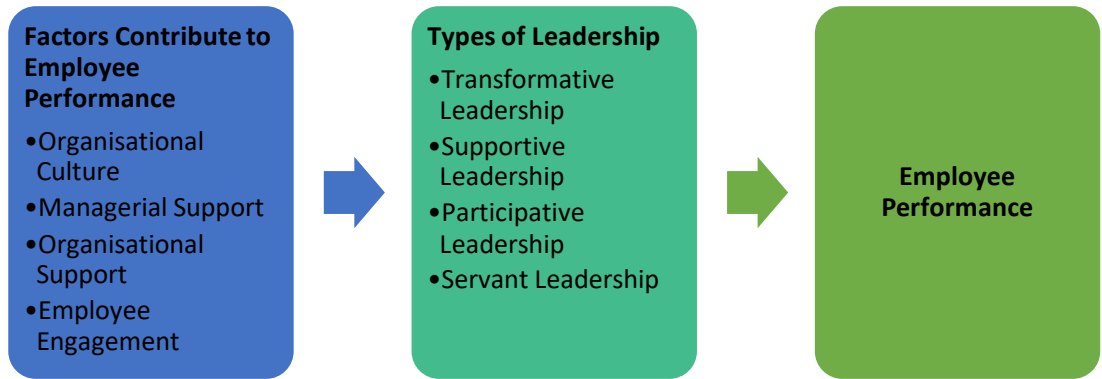 Factors Contribute to
Employee
Performance
•Organisational
Culture
•Managerial Support
•Organisational
Support
•Employee
Engagement
Types of Leadership
•Transformative
Leadership
•Supportive
Leadership
•Participative
Leadership
•Servant Leadership
Employee
Performance